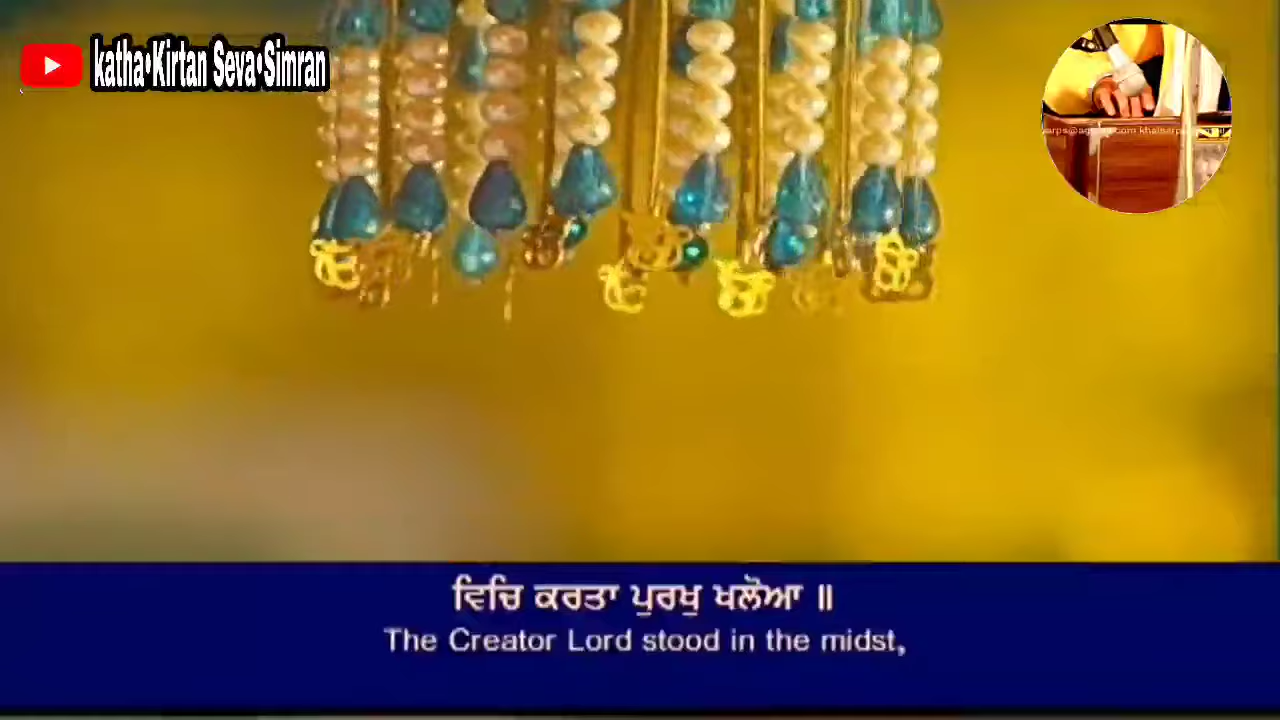 katha•Kirtan Seva•Simran
ਵਿਚਿ ਕਰਤਾ ਪੁਰਖੁ ਖਲੋਆ ॥
The Creator Lord stood in the midst,